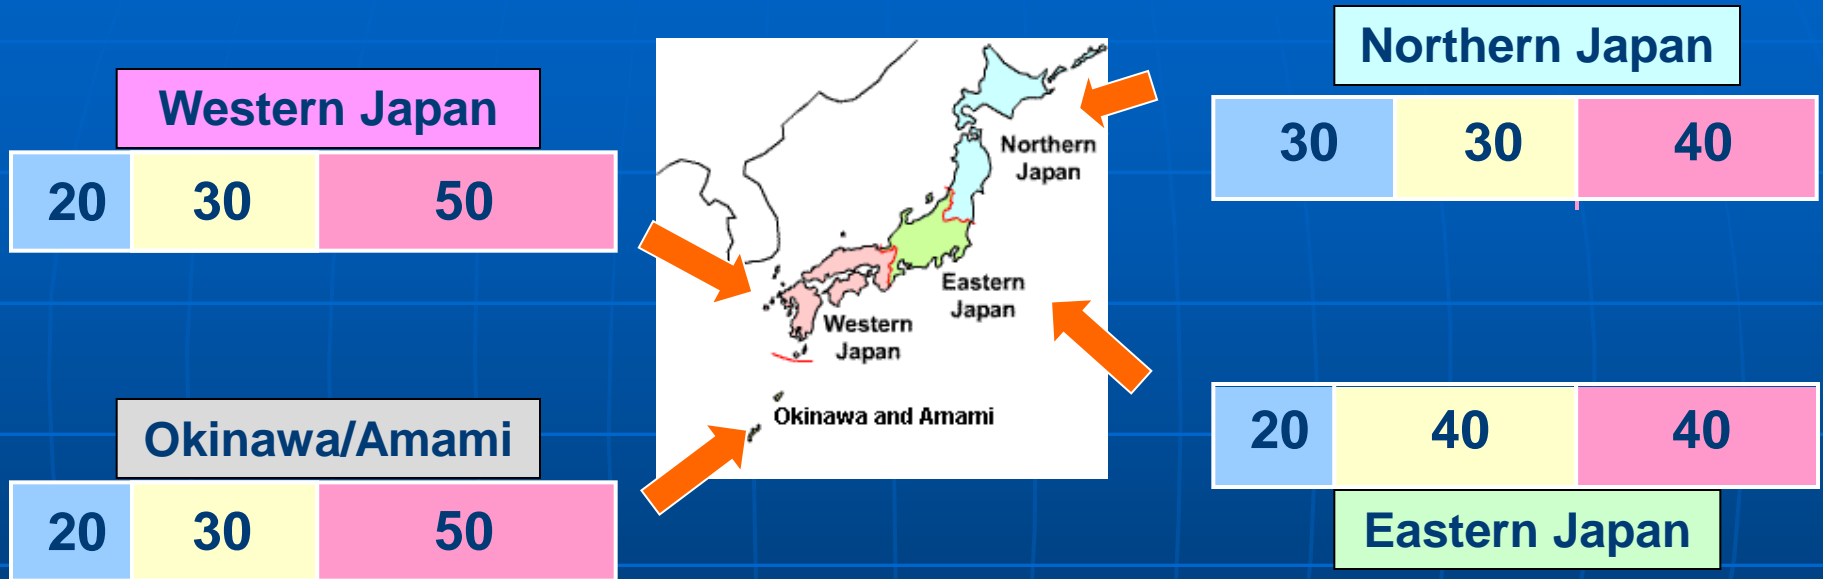 Western Japan
20 30 50
Okinawa/Amami
20 30 50
Northern
Japan
Eastern
Japan
Western
Japan
Okinawa and Amami
Northern Japan
30 30 40
20 40 40
Eastern Japan